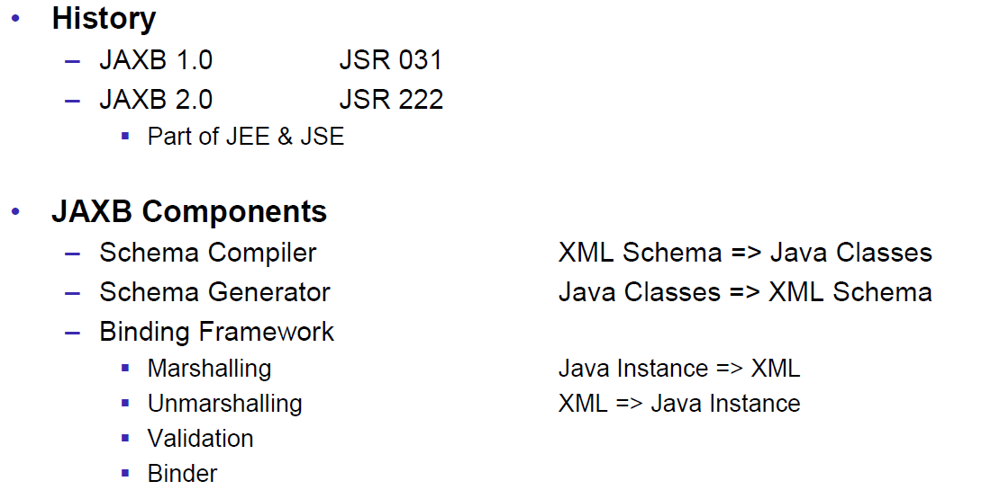 • History
– JAXB 1.0 JSR 031
– JAXB 2.0 JSR 222
▪ Part of JEE & JSE
• JAXB Components
– Schema Compiler XML Schema => Java Classes
– Schema Generator Java Classes => XML Schema
– Binding Framework
▪ Marshalling Java Instance => XML
▪ Unmarshalling XML => Java Instance
▪ Validation
▪ Binder